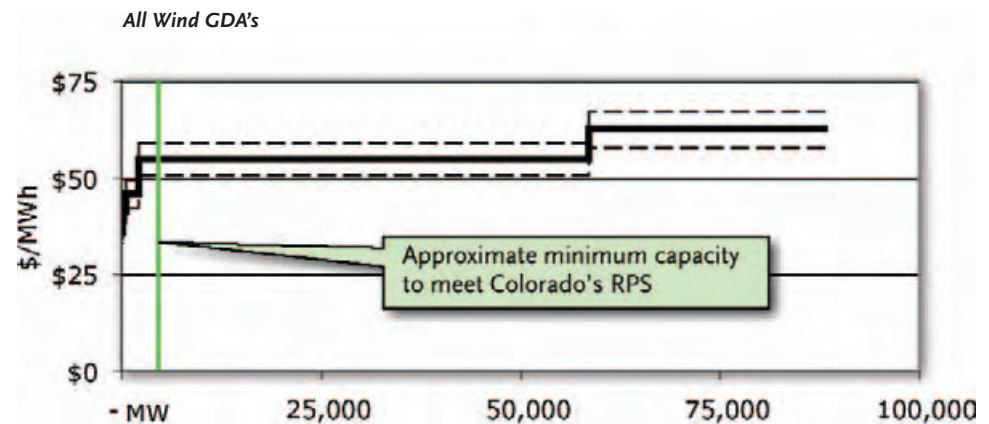 All Wind GDA's
$75
$50
$25
$0
$/MWh
Approximate minimum capacity
to meet Colorado's RPS
- MW 25,000 50,000 75,000 100,000